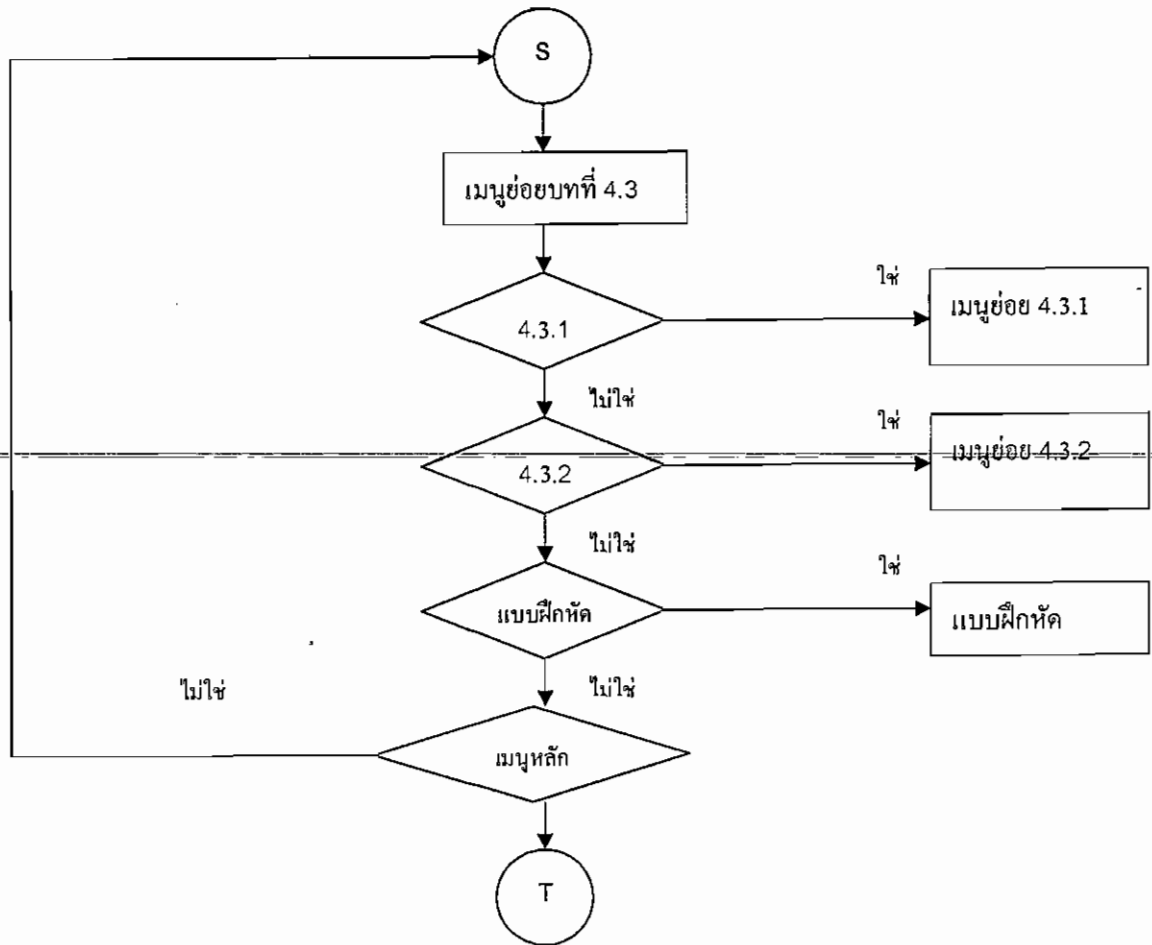 S
เมนูย่อยบทที่ 4.3
ใช่
4.3.1
เมนูย่อย 4.3.1
ไม่ใช่
ใช่
4.3.2
เมนูย่อย 4.3.2
ไม่ใช่
ใช่
แบบฝึกหัด
แบบฝึกหัด
ไม่ใช่
ไม่ใช่
เมนูหลัก
T